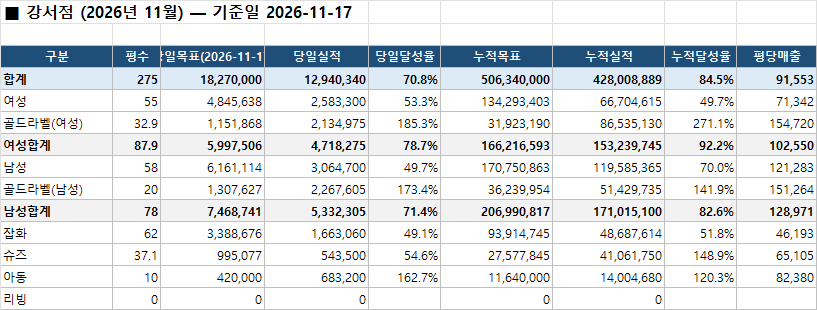 ■ 강서점 (2026년 11월) — 기준일 2026-11-17
구분 평수 당일목표(2026-11-1 당일실적 당일달성율 누적목표 누적실적 누적달성율 평당매출
합계 275 18,270,000 12,940,340 70.8% 506,340,000 428,008,889 84.5% 91,553
여성 55 4,845,638 2,583,300 53.3% 134,293,403 66,704,615 49.7% 71,342
골드라벨(여성) 32.9 1,151,868 2,134,975 185.3% 31,923,190 86,535,130 271.1% 154,720
여성합계 87.9 5,997,506 4,718,275 78.7% 166,216,593 153,239,745 92.2% 102,550
남성 58 6,161,114 3,064,700 49.7% 170,750,863 119,585,365 70.0% 121,283
골드라벨(남성) 20 1,307,627 2,267,605 173.4% 36,239,954 51,429,735 141.9% 151,264
남성합계 78 7,468,741 5,332,305 71.4% 206,990,817 171,015,100 82.6% 128,971
잡화 62 3,388,676 1,663,060 49.1% 93,914,745 48,687,614 51.8% 46,193
슈즈 37.1 995,077 543,500 54.6% 27,577,845 41,061,750 148.9% 65,105
아동 10 420,000 683,200 162.7% 11,640,000 14,004,680 120.3% 82,380
리빙 0 0 0 0 0